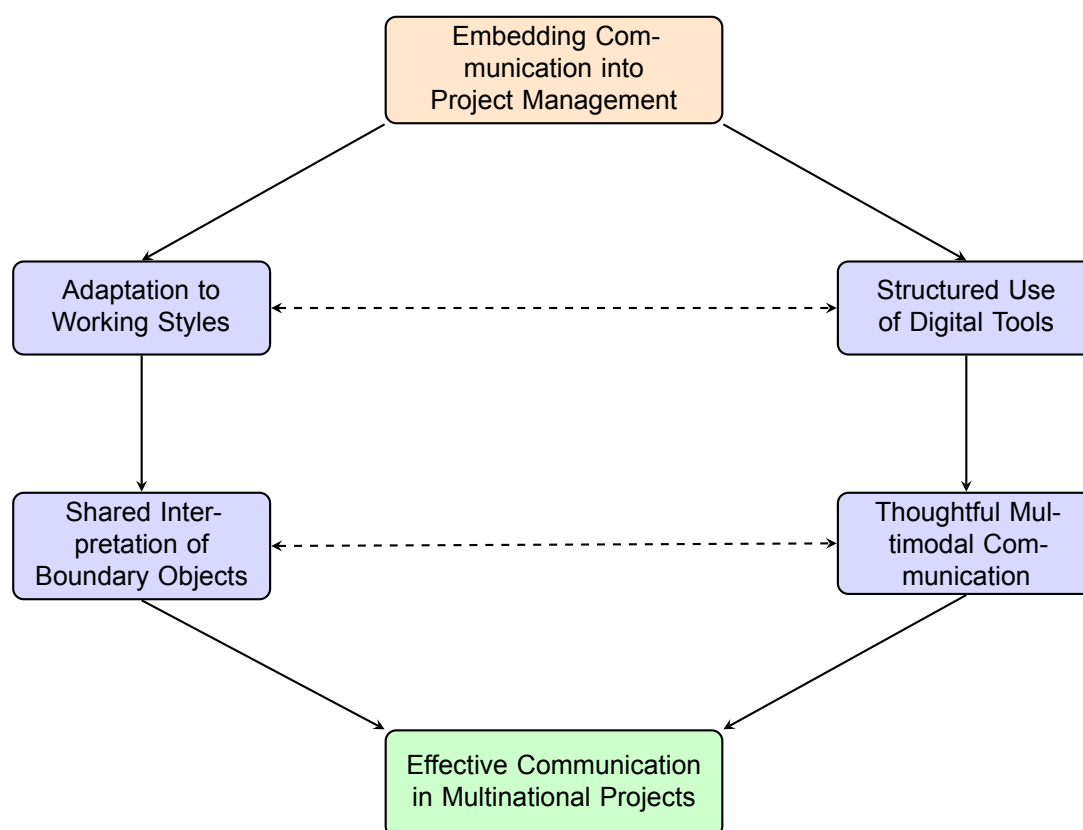 Embedding Com-
munication into
Project Management
Adaptation to
Working Styles
Structured Use
of Digital Tools
Shared Inter-
pretation of
Boundary Objects
Thoughtful Mul-
timodal Com-
munication
Effective Communication
in Multinational Projects